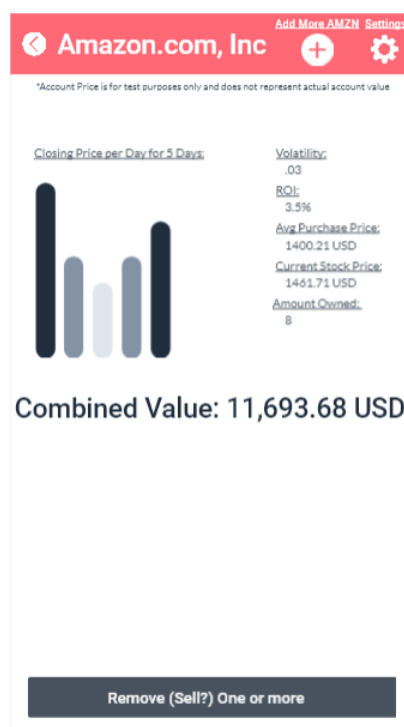 Add More AMZN Settings
Amazon.com, Inc
*Account Price is for test purposes only and does not represent actual account value
Closing Price per Day for 5 Days:
Volatility:
.03
ROI:
3.5%
Avg Purchase Price:
1400.21 USD
Current Stock Price:
1461.71 USD
Amount Owned:
8
Combined Value: 11,693.68 USD
Remove (Sell?) One or more